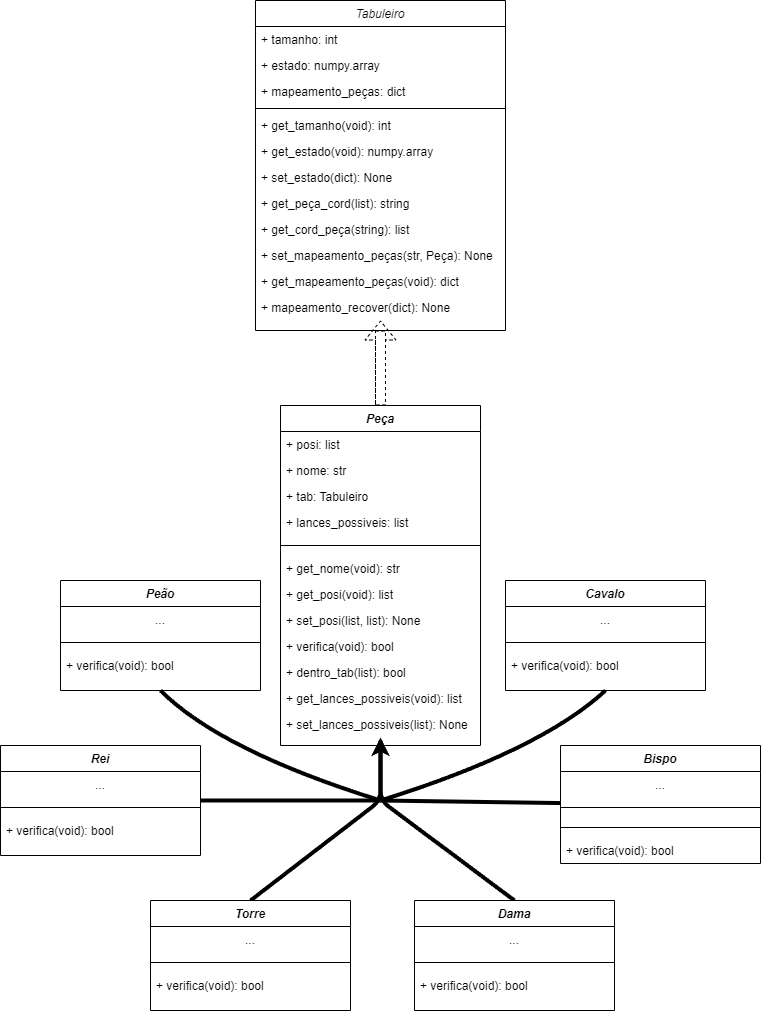 Tabuleiro
+ tamanho: int
+ estado: numpy.array
+ mapeamento_peças: dict
+ get_tamanho(void): int
+ get_estado(void): numpy.array
+ set_estado(dict): None
+ get_peça_cord(list): string
+ get_cord_peça(string): list
+ set_mapeamento_peças(str, Peça): None
+ get_mapeamento_peças(void): dict
+ mapeamento_recover(dict): None
Peça
+ posi: list
+ nome: str
+ tab: Tabuleiro
+ lances_possiveis: list
+ get_nome(void): str
+ get_posi(void): list
+ set_posi(list, list): None
+ verifica(void): bool
+ dentro_tab(list): bool
+ get_lances_possiveis(void): list
+ set_lances_possiveis(list): None
Peão
...
+ verifica(void): bool
Cavalo
...
+ verifica(void): bool
Rei
...
+ verifica(void): bool
Bispo
...
+ verifica(void): bool
Torre
...
+ verifica(void): bool
Dama
...
+ verifica(void): bool